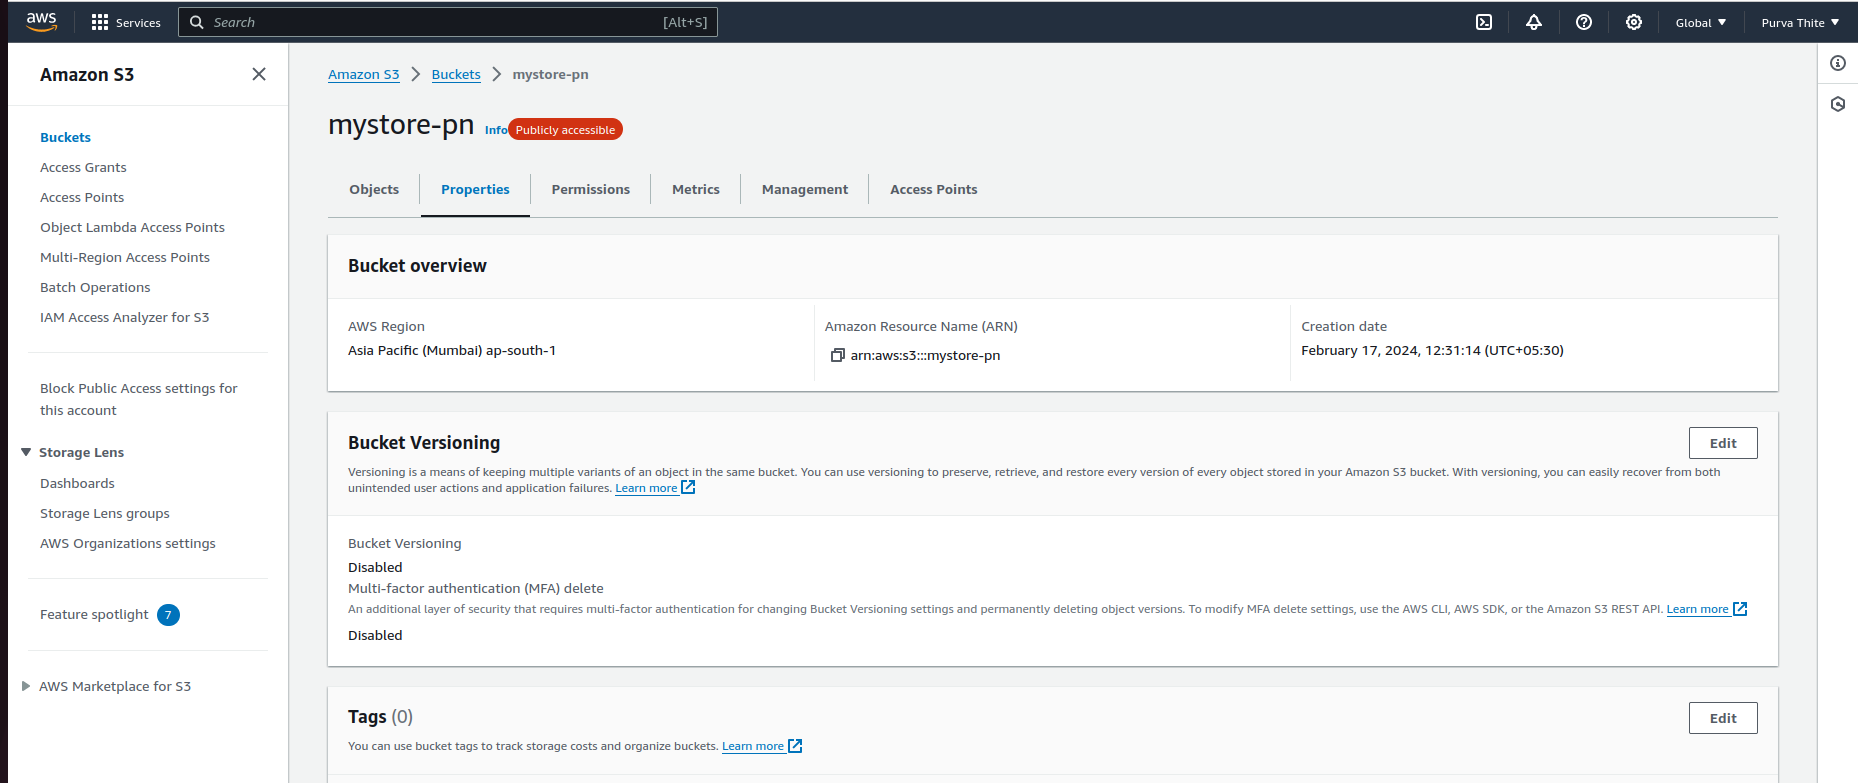 aws Services Search [Alt+S] Global Purva Thite
Amazon S3
Buckets
Access Grants
Access Points
Object Lambda Access Points
Multi-Region Access Points
Batch Operations
IAM Access Analyzer for S3
Block Public Access settings for
this account
Storage Lens
Dashboards
Storage Lens groups
AWS Organizations settings
Feature spotlight 7
AWS Marketplace for S3
Amazon S3 Buckets mystore-pn
mystore-pn Info Publicly accessible
Objects Properties Permissions Metrics Management Access Points
Bucket overview
AWS Region
Asia Pacific (Mumbai) ap-south-1
Amazon Resource Name (ARN)
arn:aws:s3:::mystore-pn
Creation date
February 17, 2024, 12:31:14 (UTC+05:30)
Bucket Versioning Edit
Versioning is a means of keeping multiple variants of an object in the same bucket. You can use versioning to preserve, retrieve, and restore every version of every object stored in your Amazon S3 bucket. With versioning, you can easily recover from both
unintended user actions and application failures. Learn more
Bucket Versioning
Disabled
Multi-factor authentication (MFA) delete
An additional layer of security that requires multi-factor authentication for changing Bucket Versioning settings and permanently deleting object versions. To modify MFA delete settings, use the AWS CLI, AWS SDK, or the Amazon S3 REST API. Learn more
Disabled
Tags (0) Edit
You can use bucket tags to track storage costs and organize buckets. Learn more